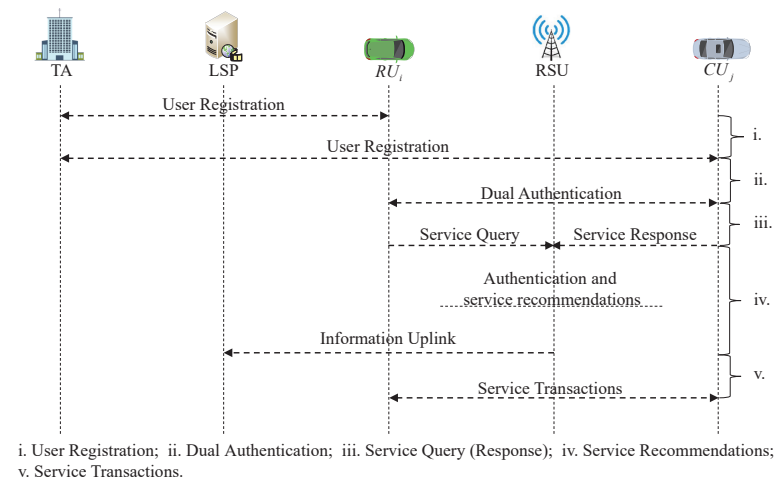 TA LSP RUᵢ RSU CUⱼ
User Registration
i.
User Registration
ii.
Dual Authentication
iii.
Service Query Service Response
Authentication and
service recommendations
iv.
Information Uplink
v.
Service Transactions
i. User Registration; ii. Dual Authentication; iii. Service Query (Response); iv. Service Recommendations;
v. Service Transactions.